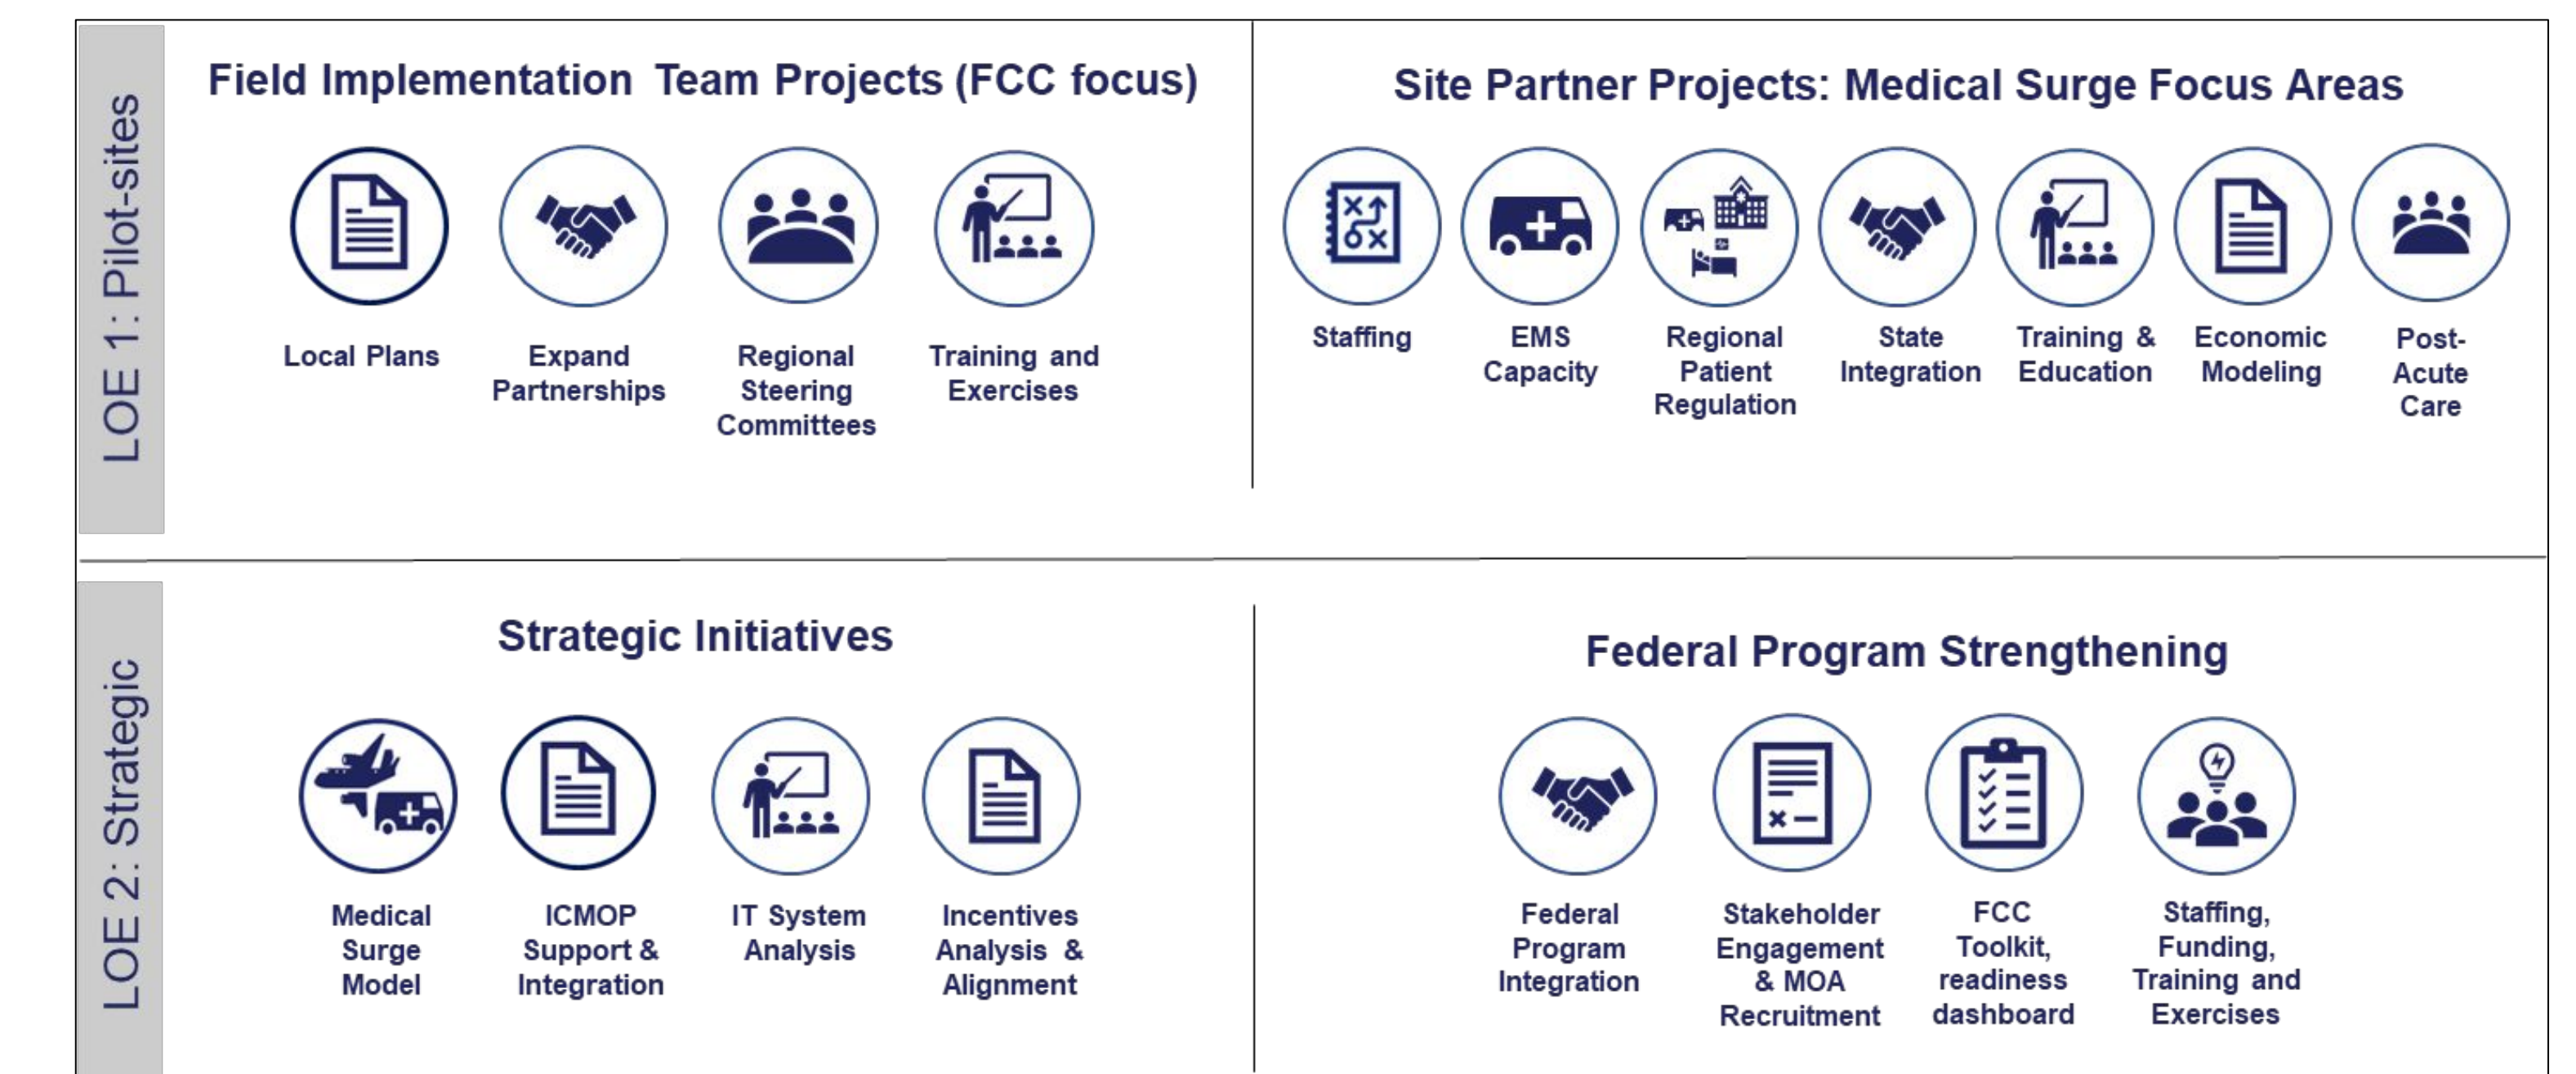 LOE 1: Pilot-sites
Field Implementation Team Projects (FCC focus)
Local Plans
Expand
Partnerships
Regional
Steering
Committees
Training and
Exercises
Site Partner Projects: Medical Surge Focus Areas
Staffing
EMS
Capacity
Regional
Patient
Regulation
State
Integration
Training &
Education
Economic
Modeling
Post-
Acute
Care
LOE 2: Strategic
Strategic Initiatives
Medical
Surge
Model
ICMOP
Support &
Integration
IT System
Analysis
Incentives
Analysis &
Alignment
Federal Program Strengthening
Federal
Program
Integration
Stakeholder
Engagement
& MOA
Recruitment
FCC
Toolkit,
readiness
dashboard
Staffing,
Funding,
Training and
Exercises